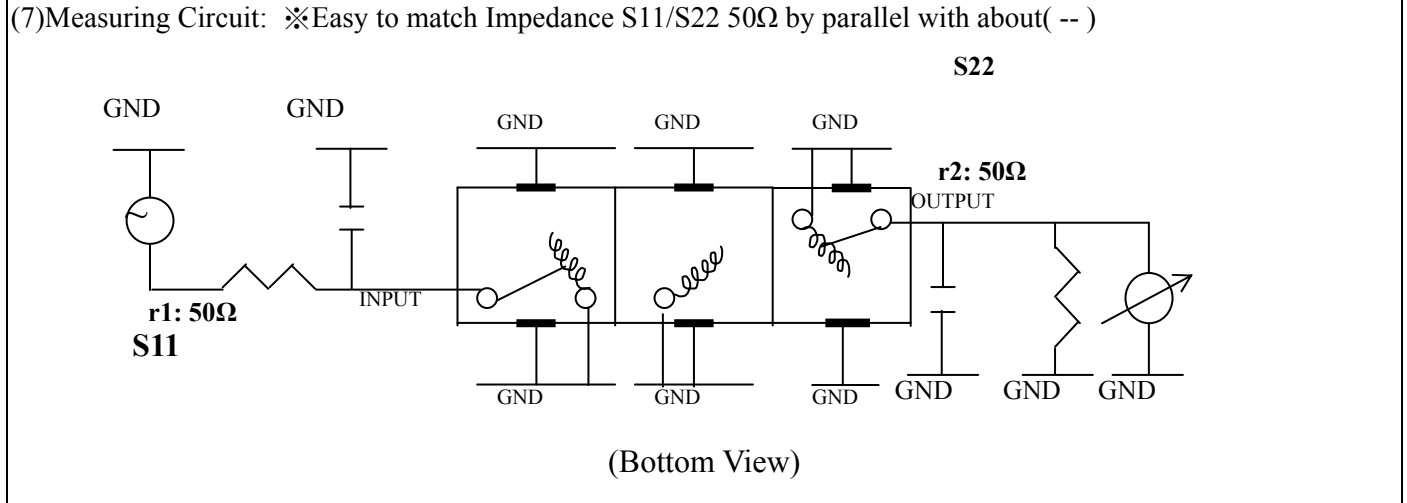 (7)Measuring Circuit: ※Easy to match Impedance S11/S22 50Ω by parallel with about( -- )
S22
GND GND GND GND GND
r2: 50Ω
OUTPUT
INPUT
r1: 50Ω
S11
GND GND GND GND GND GND
(Bottom View)